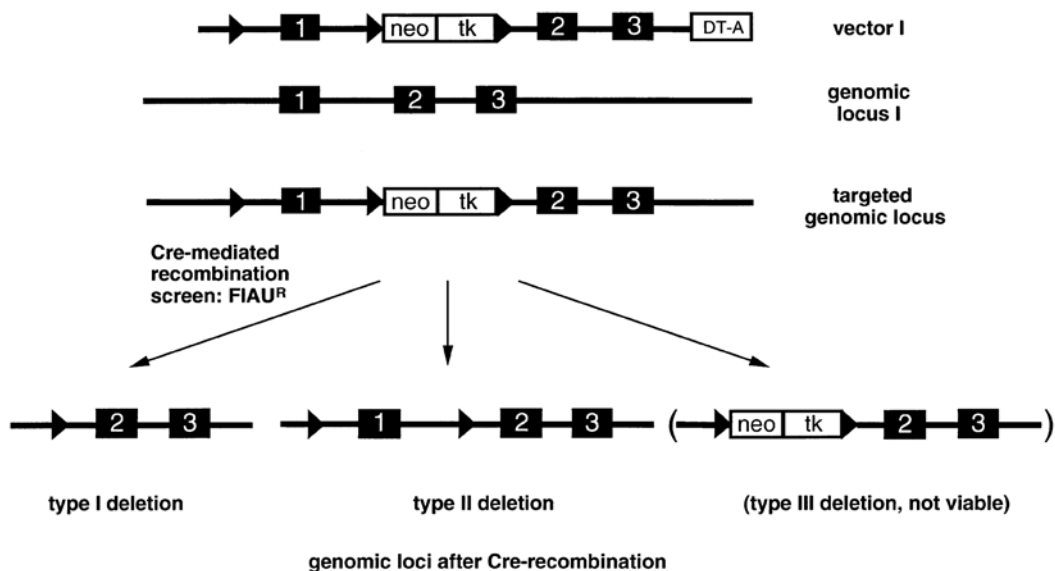 1 neo tk 2 3 DT-A vector I
1 2 3 genomic
locus I
1 neo tk 2 3 targeted
genomic locus
Cre-mediated
recombination
screen: FIAUᴿ
2 3 1 2 3 ( neo tk 2 3 )
type I deletion type II deletion (type III deletion, not viable)
genomic loci after Cre-recombination